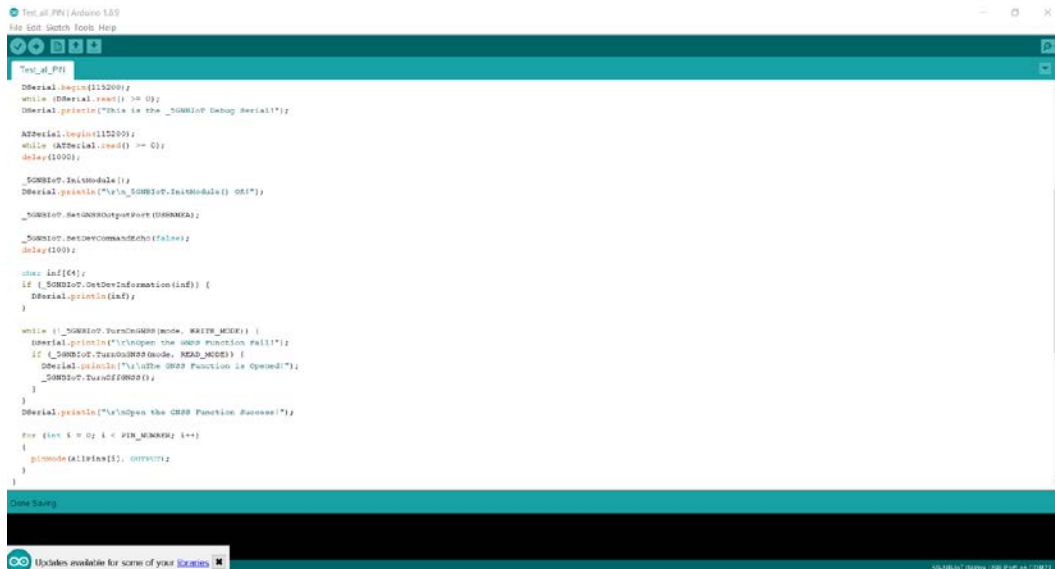 Test_all_PIN | Arduino 1.8.9
File Edit Sketch Tools Help
Test_all_PIN
DSerial.begin(115200);
while (DSerial.read() >= 0);
DSerial.println("This is the _5GNBIoT Debug Serial!");
ATSerial.begin(115200);
while (ATSerial.read() >= 0);
delay(1000);
_5GNBIoT.InitModule();
DSerial.println("\r\n_5GNBIoT.InitModule() OK!");
_5GNBIoT.SetGNSSOutputPort(USBNMEA);
_5GNBIoT.SetDevCommandEcho(false);
delay(100);
char inf[64];
if (_5GNBIoT.GetDevInformation(inf)) {
DSerial.println(inf);
}
while (!_5GNBIoT.TurnOnGNSS(mode, WRITE_MODE)) {
DSerial.println("\r\nOpen the GNSS Function Fail!");
if (_5GNBIoT.TurnOnGNSS(mode, READ_MODE)) {
DSerial.println("\r\nThe GNSS Function is Opened!");
_5GNBIoT.TurnOffGNSS();
}
}
DSerial.println("\r\nOpen the GNSS Function Success!");
for (int i = 0; i < PIN_NUMBER; i++)
{
pinMode(AllPins[i], OUTPUT);
}
}
Done Saving.
Updates available for some of your libraries